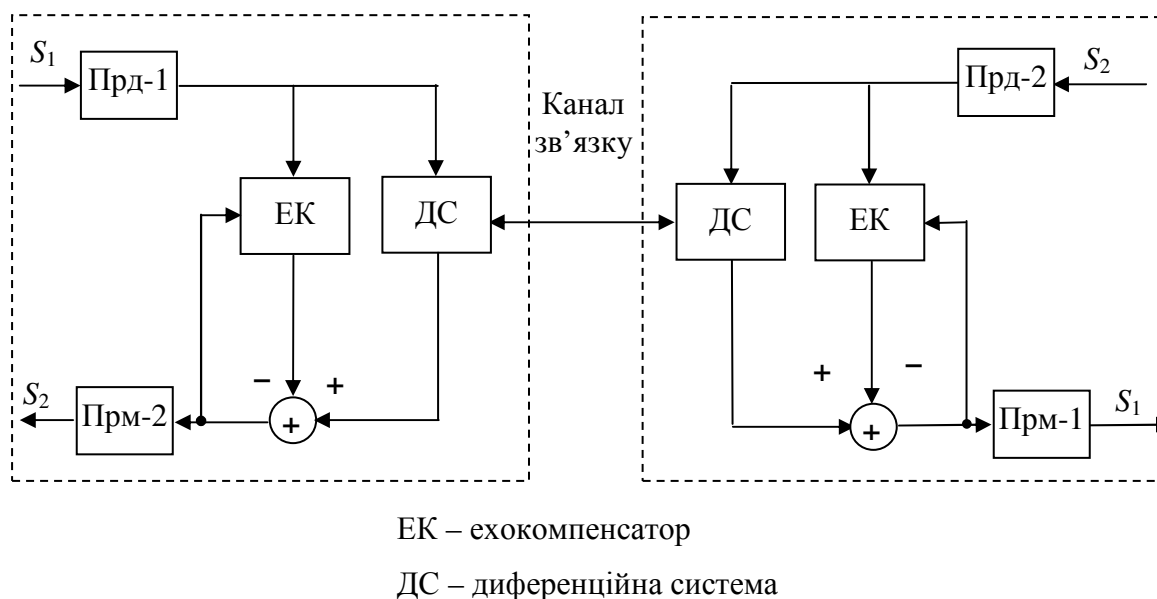 S1
Прд-1
ЕК
ДС
S2
Прм-2
− +
+
Канал
зв’язку
Прд-2
S2
ДС
ЕК
+ −
+
Прм-1
S1
ЕК – ехокомпенсатор
ДС – диференційна система